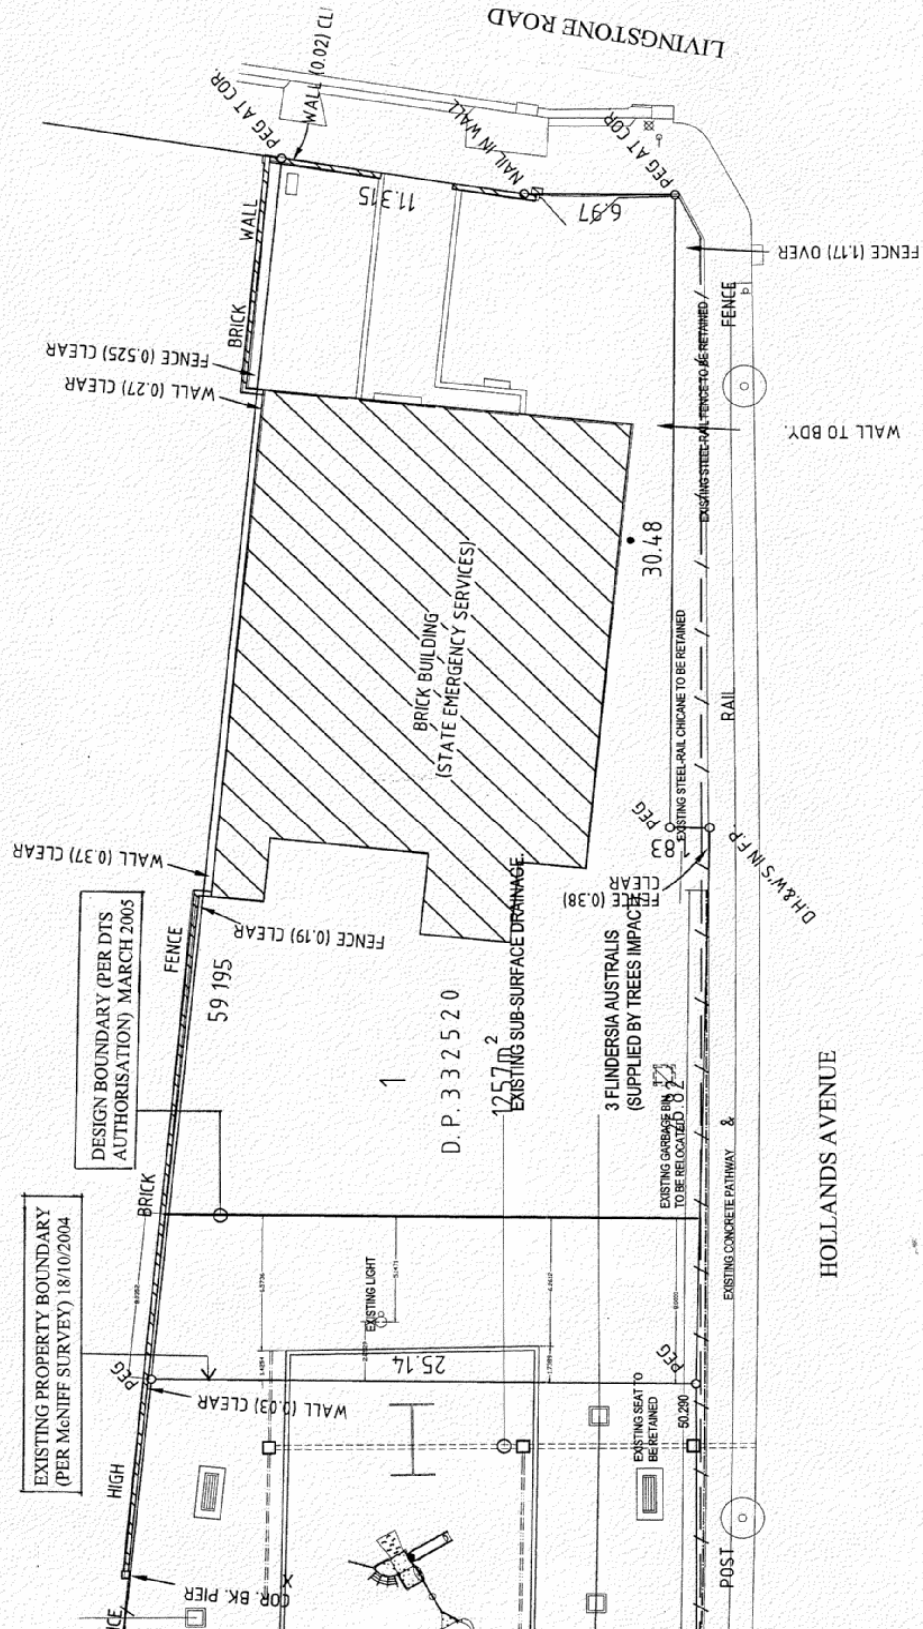 LIVINGSTONE ROAD
WALL (0.02) CL
PEG AT COR.
NAIL IN WALL
PEG AT COR
11.315
6.97
WALL
BRICK
FENCE (1.17) OVER
FENCE
FENCE (0.525) CLEAR
WALL (0.27) CLEAR
EXISTING STEEL-RAIL FENCE TO BE RETAINED
WALL TO BDY.
30.48
BRICK BUILDING
(STATE EMERGENCY SERVICES)
EXISTING STEEL-RAIL CHICANE TO BE RETAINED
RAIL
PEG
1.83
WALL (0.37) CLEAR
FENCE (0.38)
CLEAR
D.H.&W'S IN F.P.
FENCE (0.19) CLEAR
FENCE
59 195
DESIGN BOUNDARY (PER DTS
AUTHORISATION) MARCH 2005
D.P. 332520
1
1257m²
EXISTING SUB-SURFACE DRAINAGE.
3 FLINDERSIA AUSTRALIS
(SUPPLIED BY TREES IMPACT)
EXISTING GARBAGE BIN
TO BE RELOCATED
&
HOLLANDS AVENUE
BRICK
EXISTING CONCRETE PATHWAY
EXISTING PROPERTY BOUNDARY
(PER McNIFF SURVEY) 18/10/2004
EXISTING LIGHT
PEG
25.14
PEG
WALL (0.03) CLEAR
EXISTING SEAT TO
BE RETAINED
50.290
HIGH
H
POST
COR. BK. PIER
X